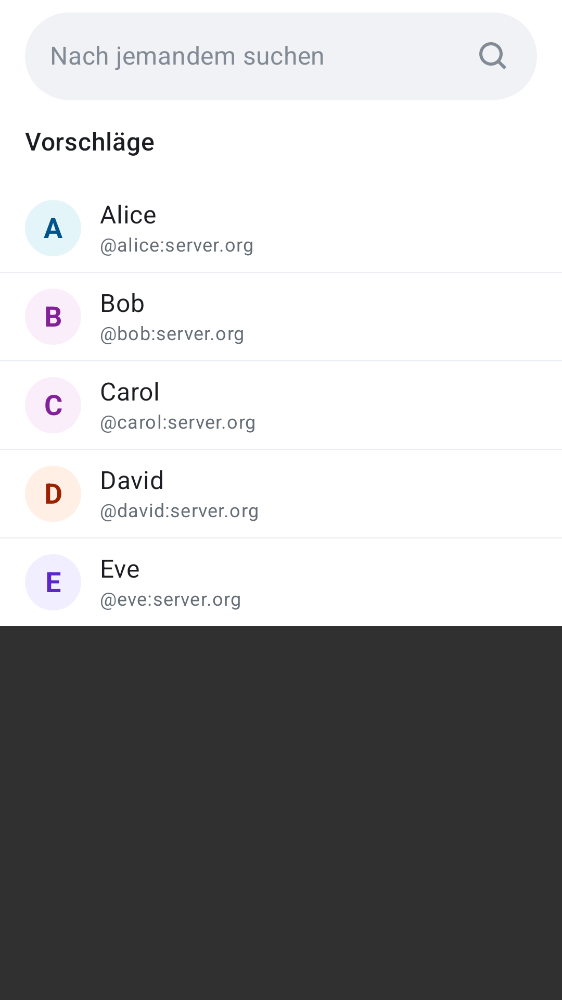 Nach jemandem suchen
Vorschläge
A
Alice
@alice:server.org
B
Bob
@bob:server.org
C
Carol
@carol:server.org
D
David
@david:server.org
E
Eve
@eve:server.org